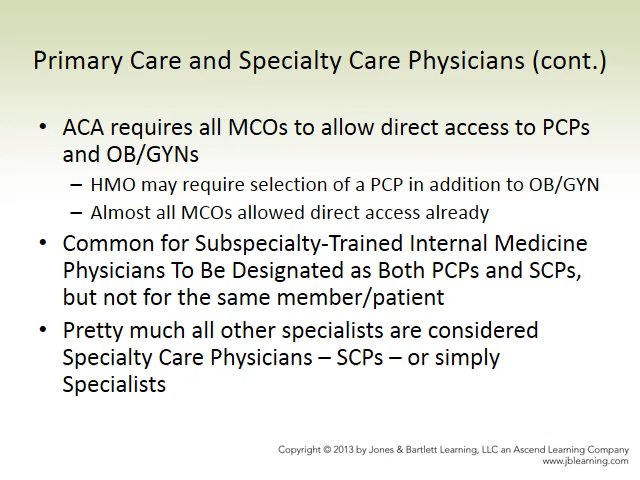 Primary Care and Specialty Care Physicians (cont.)
• ACA requires all MCOs to allow direct access to PCPs
and OB/GYNs
– HMO may require selection of a PCP in addition to OB/GYN
– Almost all MCOs allowed direct access already
• Common for Subspecialty-Trained Internal Medicine
Physicians To Be Designated as Both PCPs and SCPs,
but not for the same member/patient
• Pretty much all other specialists are considered
Specialty Care Physicians – SCPs – or simply
Specialists
Copyright © 2013 by Jones & Bartlett Learning, LLC an Ascend Learning Company
www.jblearning.com